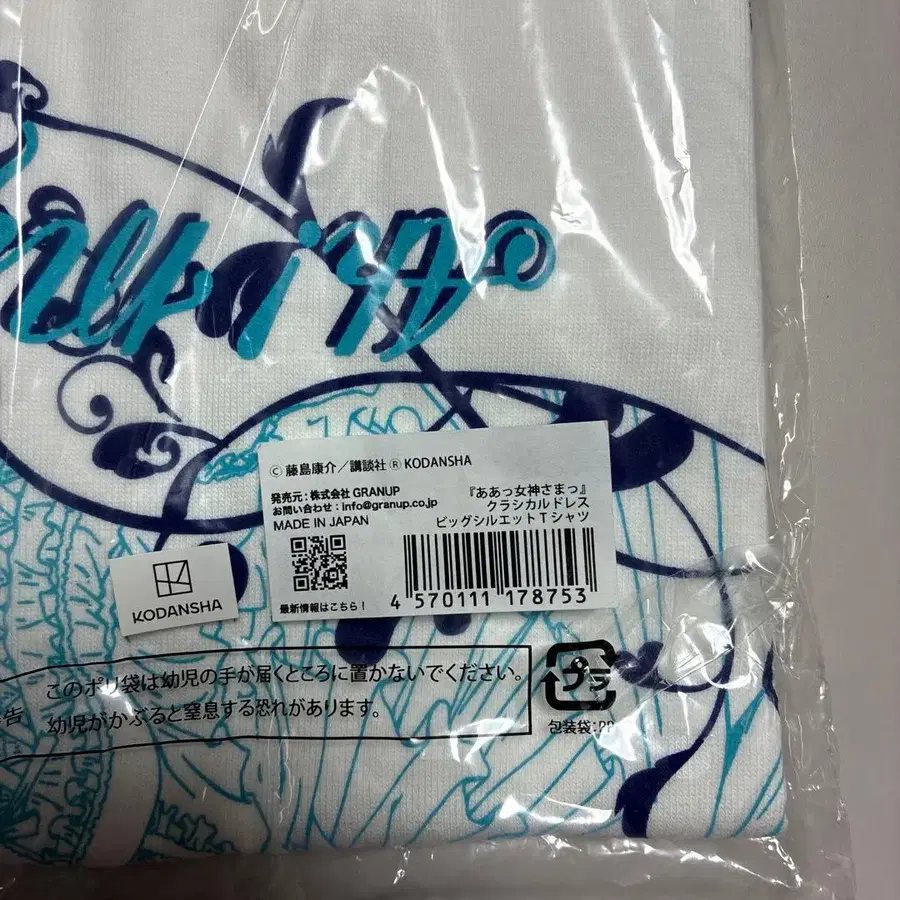 © 藤島康介／講談社 ® KODANSHA
発売元：株式会社 GRANUP
お問い合わせ：info@granup.co.jp
MADE IN JAPAN
『ああっ女神さまっ』
クラシカルドレス
ビッグシルエットTシャツ
最新情報はこちら！
4 570111 178753
KODANSHA
告
このポリ袋は幼児の手が届くところに置かないでください。
幼児がかぶると窒息する恐れがあります。
プラ
包装袋：PP